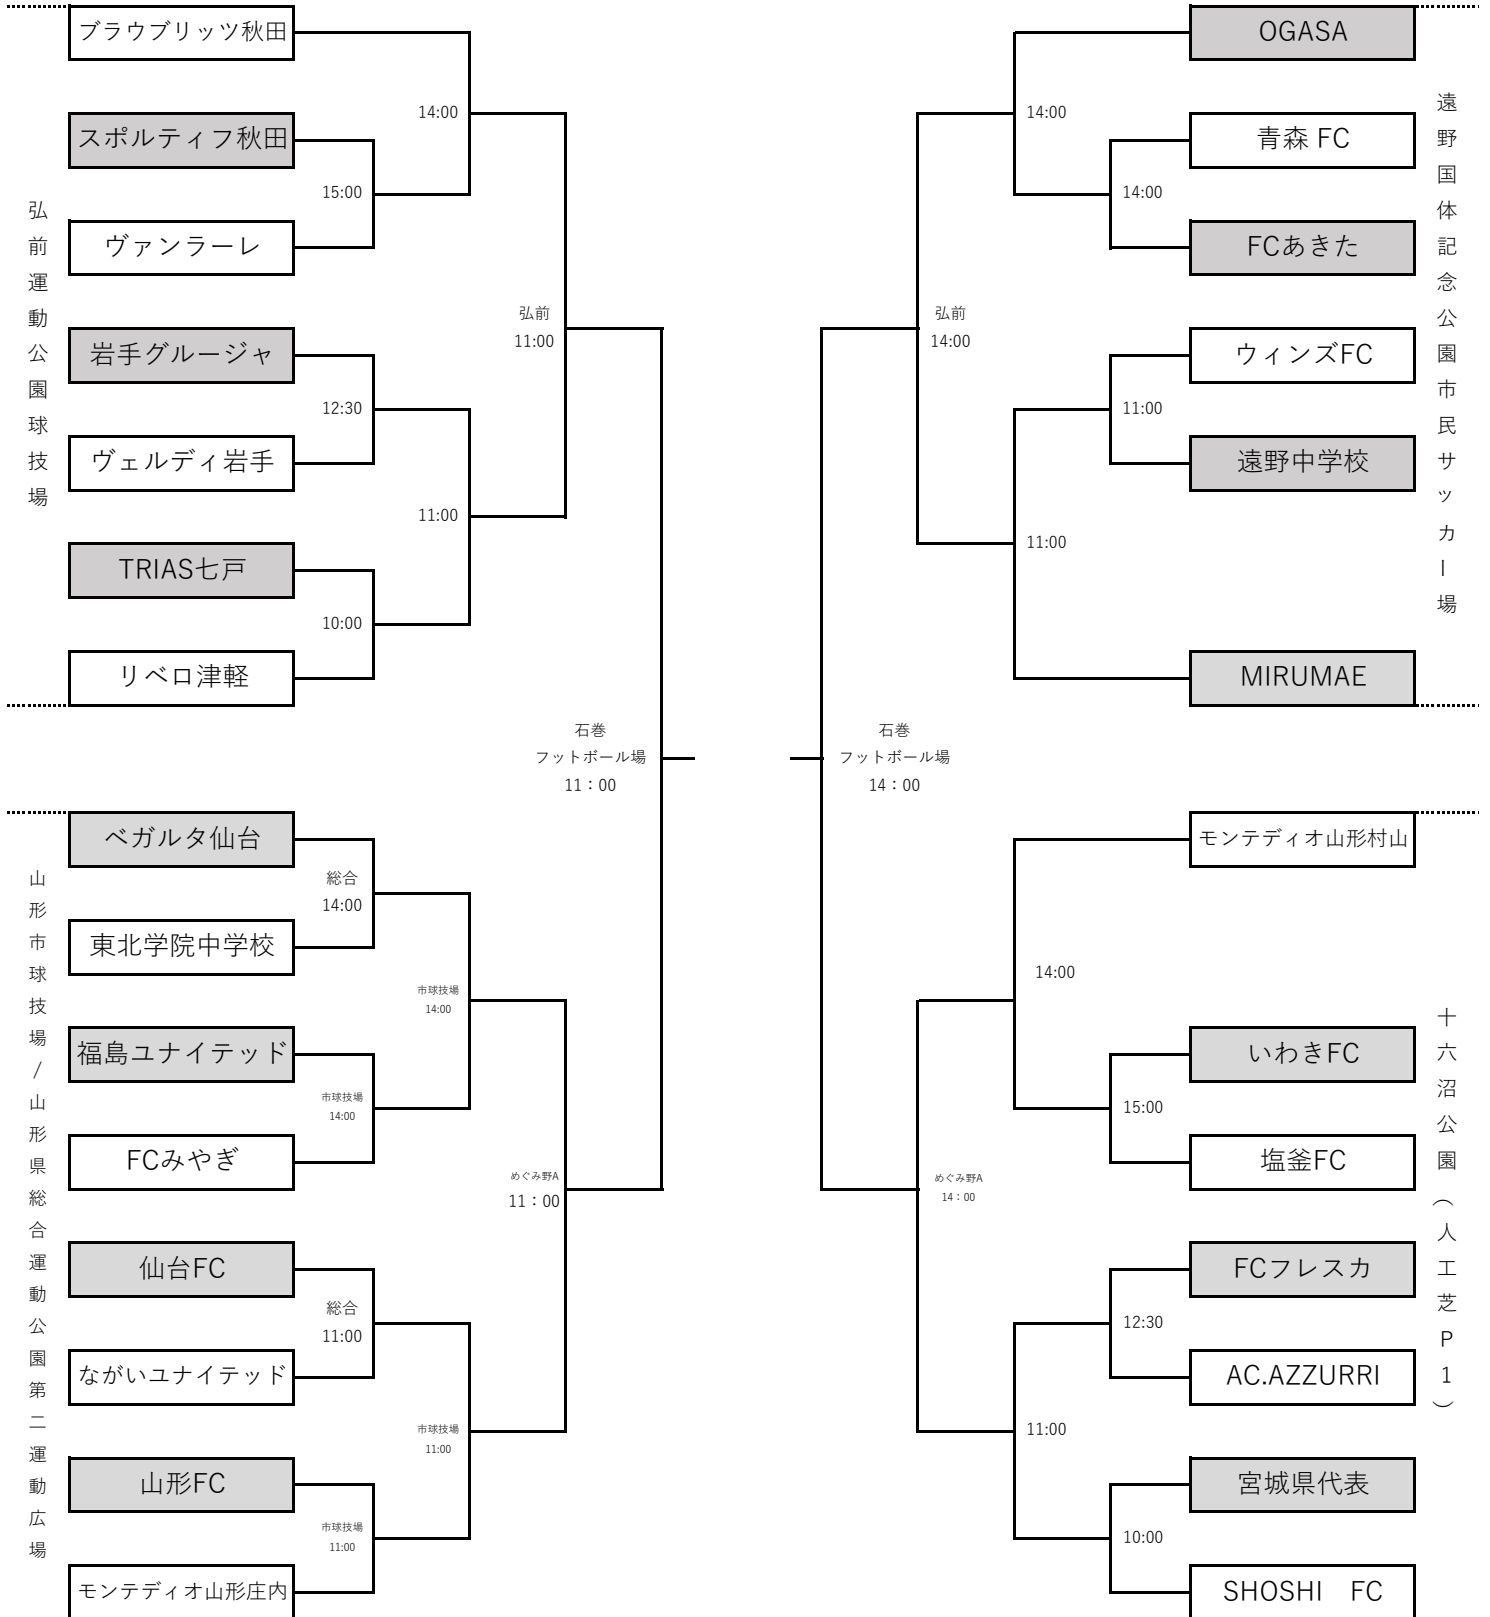 ブラウブリッツ秋田
14:00
スポルティフ秋田
15:00
ヴァンラーレ
弘前運動公園球技場
弘前
11:00
岩手グルージャ
12:30
ヴェルディ岩手
11:00
TRIAS七戸
10:00
リベロ津軽
石巻
フットボール場
11：00
ベガルタ仙台
総合
14:00
東北学院中学校
市球技場
14:00
福島ユナイテッド
市球技場
14:00
FCみやぎ
山形市球技場/山形県総合運動公園第二運動広場
めぐみ野A
11：00
仙台FC
総合
11:00
ながいユナイテッド
市球技場
11:00
山形FC
市球技場
11:00
モンテディオ山形庄内
OGASA
14:00
青森 FC
14:00
FCあきた
遠野国体記念公園市民サッカー場
弘前
14:00
ウィンズFC
11:00
遠野中学校
11:00
MIRUMAE
石巻
フットボール場
14：00
モンテディオ山形村山
14:00
いわきFC
15:00
塩釜FC
十六沼公園（人工芝P1）
めぐみ野A
14：00
FCフレスカ
12:30
AC.AZZURRI
11:00
宮城県代表
10:00
SHOSHI　FC